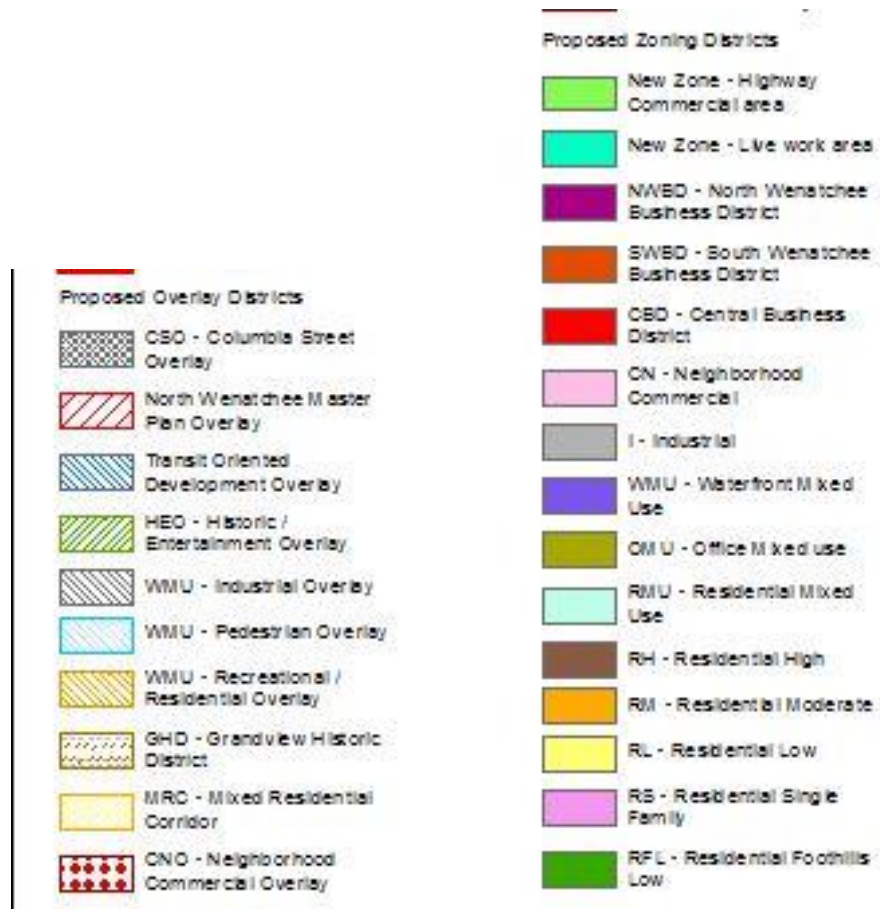 Proposed Overlay Districts
CSO - Columbia Street
Overlay
North Wenatchee Master
Plan Overlay
Transit Oriented
Development Overlay
HEO - Historic /
Entertainment Overlay
WMU - Industrial Overlay
WMU - Pedestrian Overlay
WMU - Recreational /
Residential Overlay
GHD - Grandview Historic
District
MRC - Mixed Residential
Corridor
CNO - Neighborhood
Commercial Overlay
Proposed Zoning Districts
New Zone - Highway
Commercial area
New Zone - Live work area
NWBD - North Wenatchee
Business District
SWBD - South Wenatchee
Business District
CBD - Central Business
District
CN - Neighborhood
Commercial
I - Industrial
WMU - Waterfront Mixed
Use
OMU - Office Mixed use
RMU - Residential Mixed
Use
RH - Residential High
RM - Residential Moderate
RL - Residential Low
RS - Residential Single
Family
RFL - Residential Foothills
Low